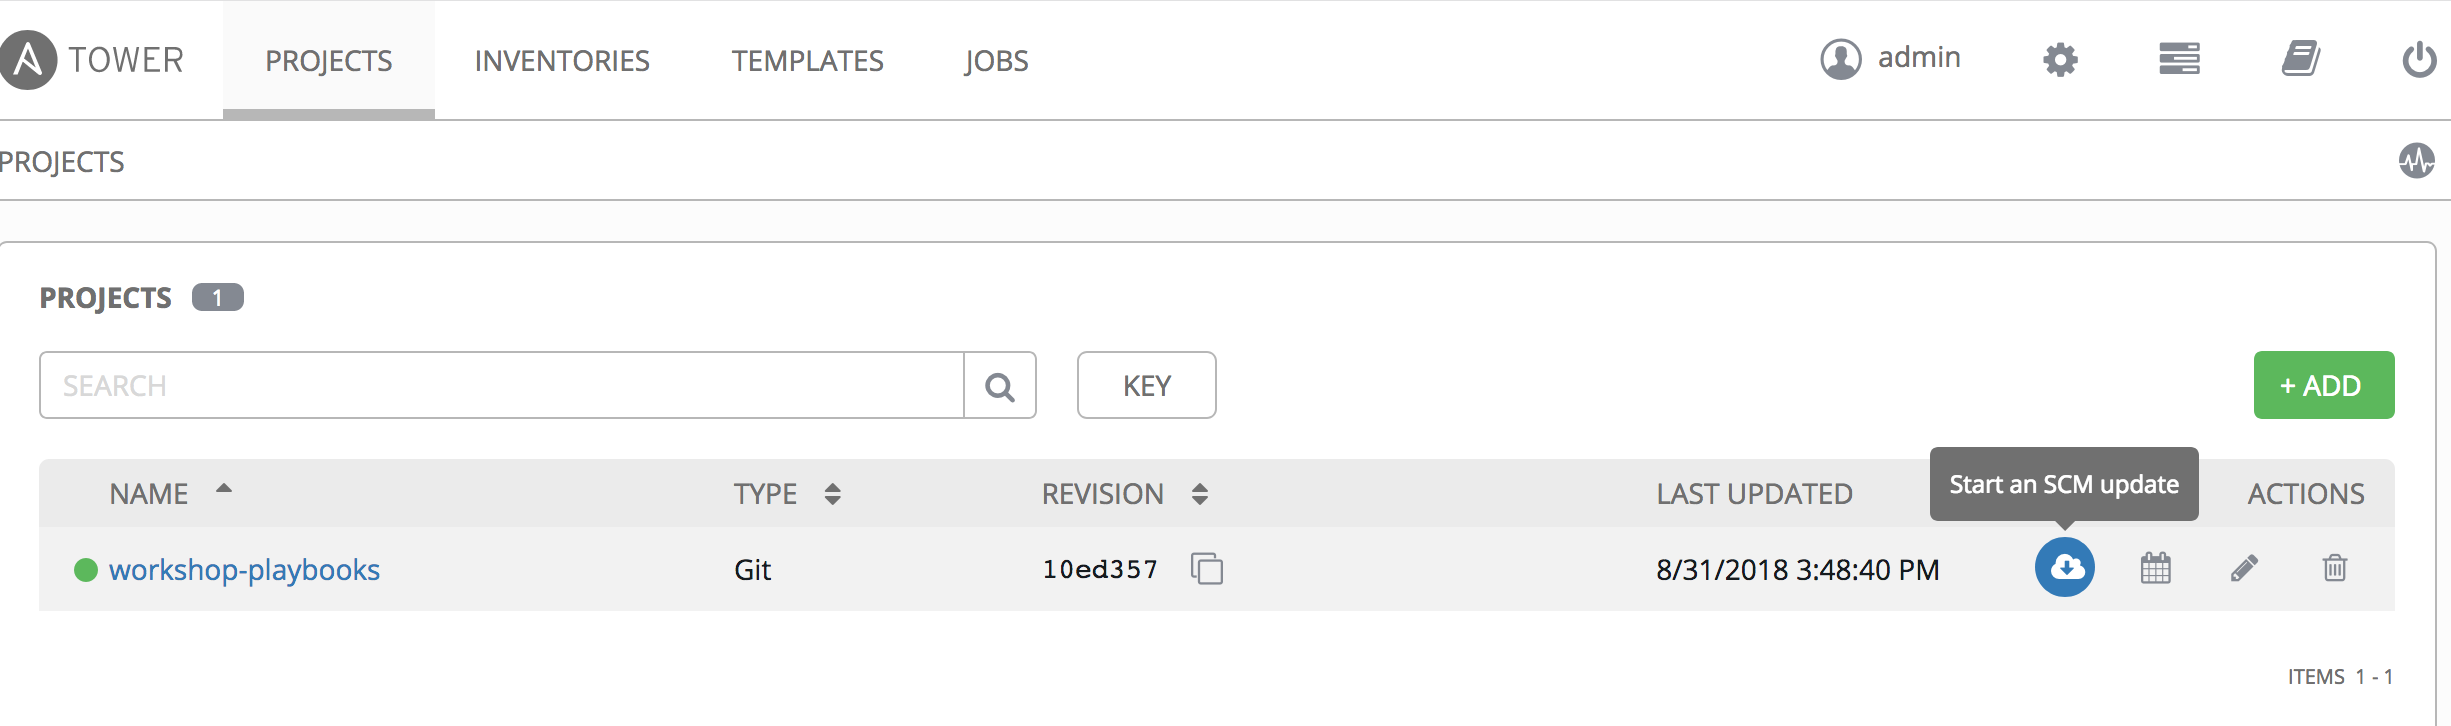 TOWER PROJECTS INVENTORIES TEMPLATES JOBS admin
PROJECTS
PROJECTS 1
SEARCH KEY + ADD
Start an SCM update
NAME TYPE REVISION LAST UPDATED ACTIONS
workshop-playbooks Git 10ed357 8/31/2018 3:48:40 PM
ITEMS 1 - 1